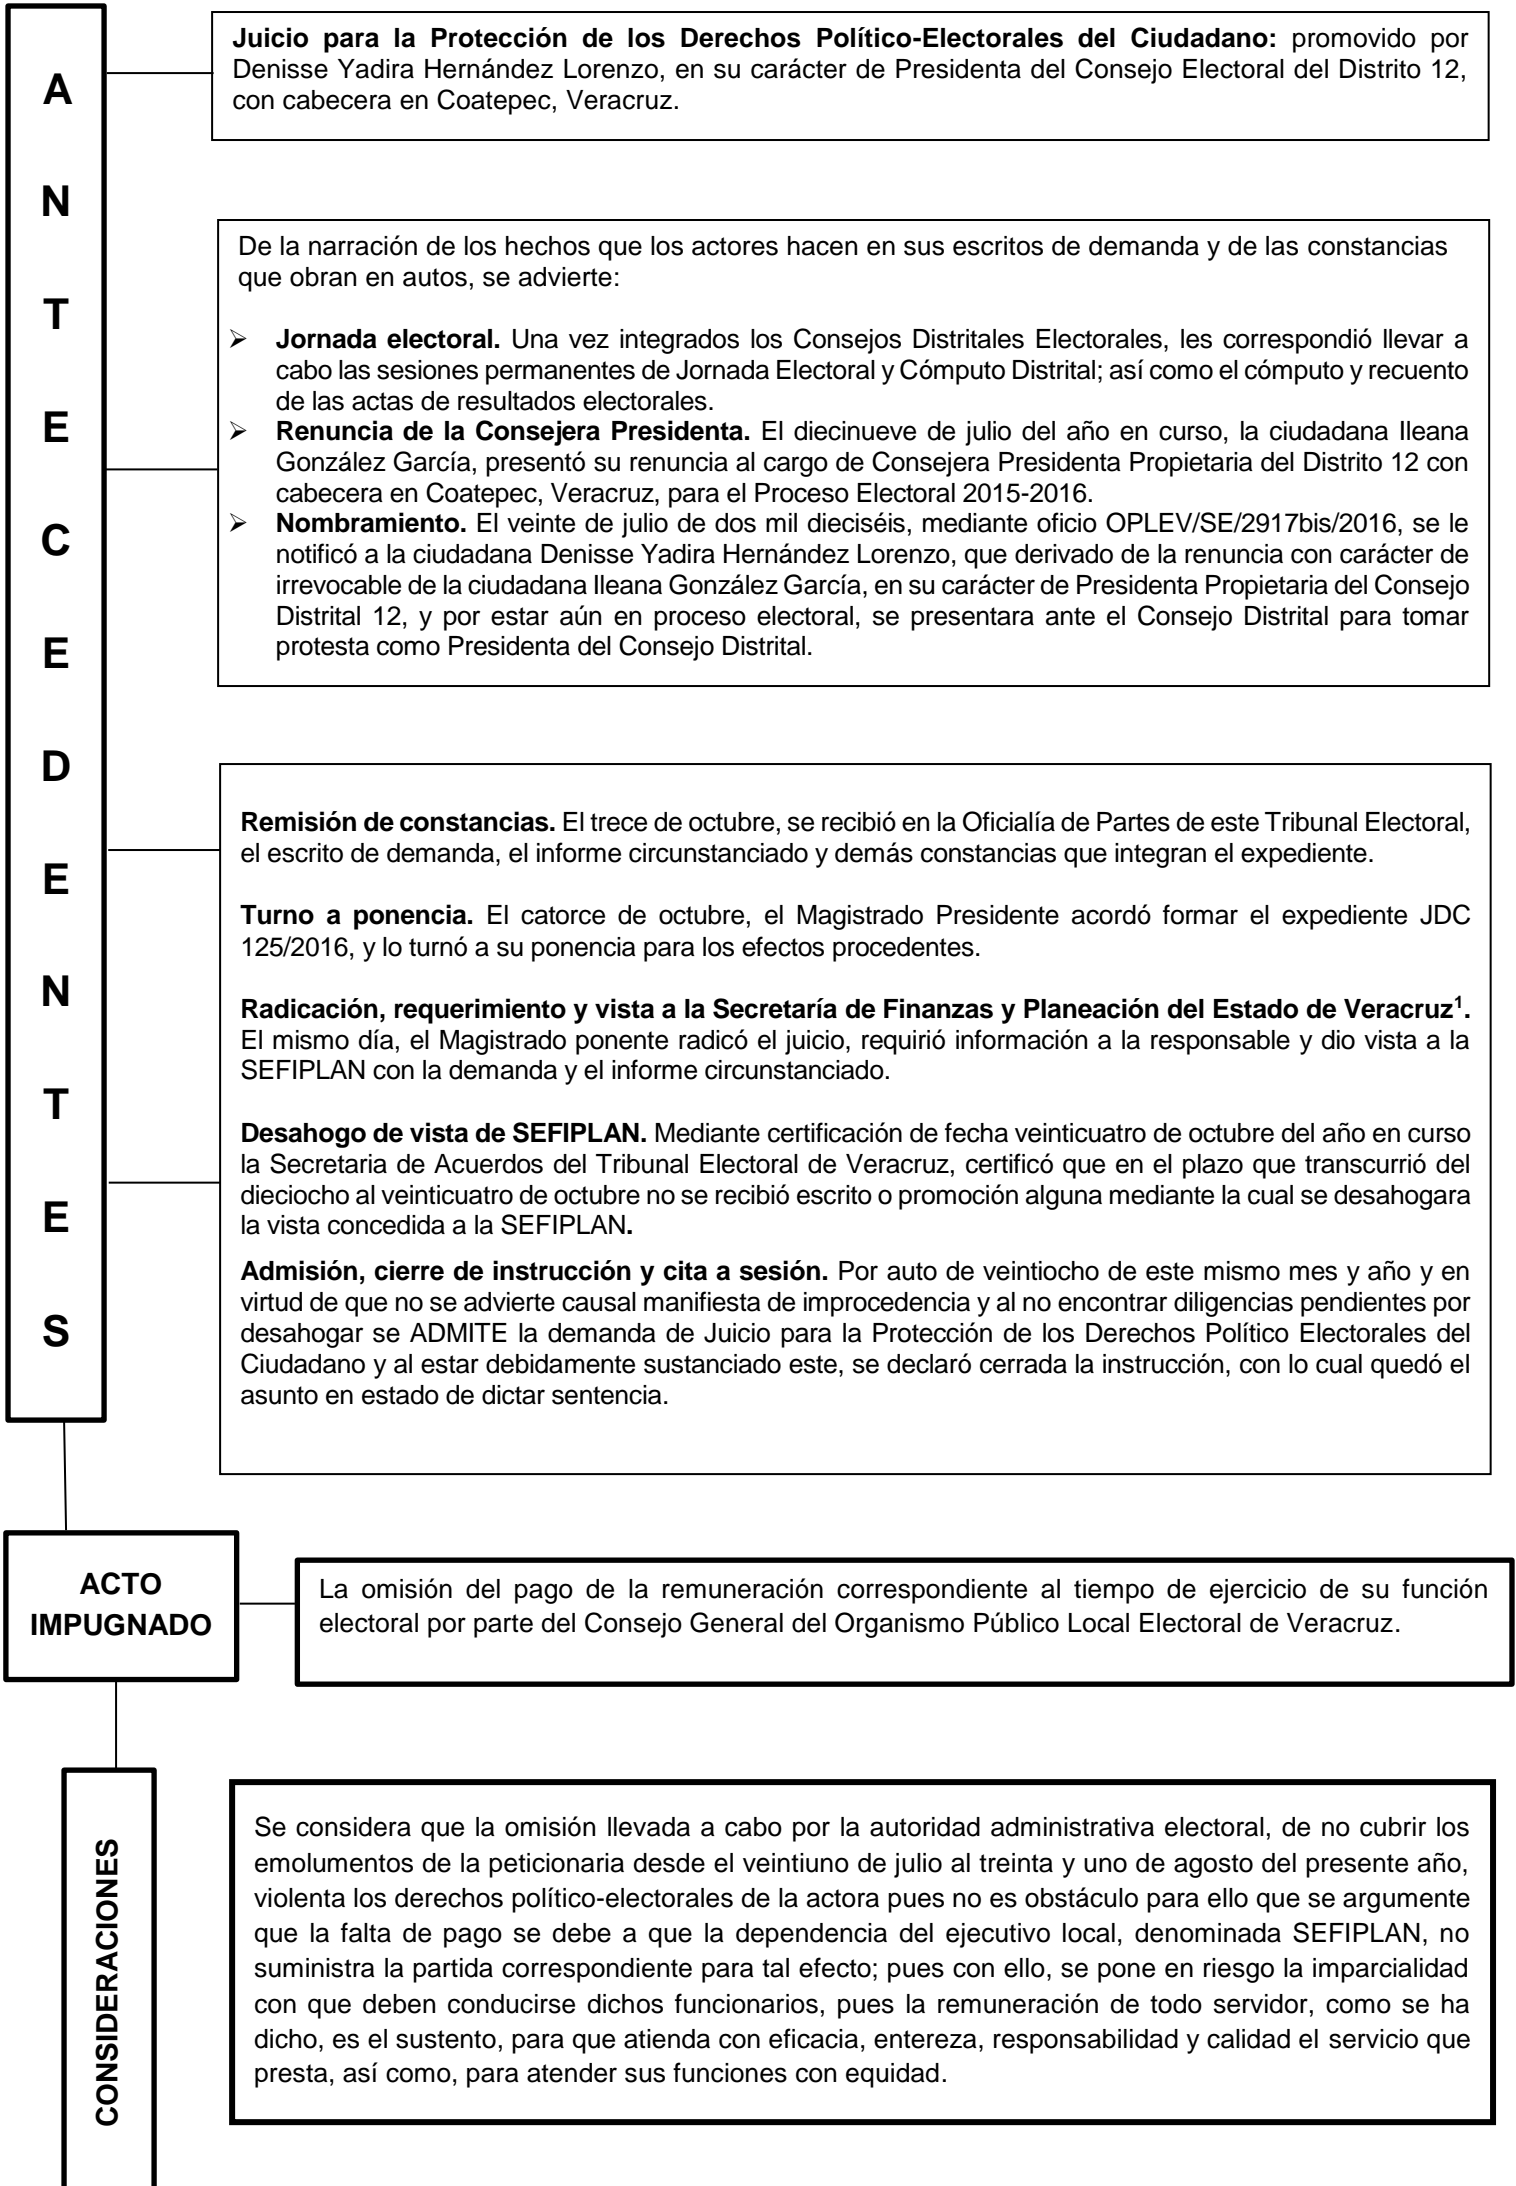 ANTECEDENTES
Juicio para la Protección de los Derechos Político-Electorales del Ciudadano: promovido por
Denisse Yadira Hernández Lorenzo, en su carácter de Presidenta del Consejo Electoral del Distrito 12,
con cabecera en Coatepec, Veracruz.
De la narración de los hechos que los actores hacen en sus escritos de demanda y de las constancias
que obran en autos, se advierte:
➢ Jornada electoral. Una vez integrados los Consejos Distritales Electorales, les correspondió llevar a
cabo las sesiones permanentes de Jornada Electoral y Cómputo Distrital; así como el cómputo y recuento
de las actas de resultados electorales.
➢ Renuncia de la Consejera Presidenta. El diecinueve de julio del año en curso, la ciudadana Ileana
González García, presentó su renuncia al cargo de Consejera Presidenta Propietaria del Distrito 12 con
cabecera en Coatepec, Veracruz, para el Proceso Electoral 2015-2016.
➢ Nombramiento. El veinte de julio de dos mil dieciséis, mediante oficio OPLEV/SE/2917bis/2016, se le
notificó a la ciudadana Denisse Yadira Hernández Lorenzo, que derivado de la renuncia con carácter de
irrevocable de la ciudadana Ileana González García, en su carácter de Presidenta Propietaria del Consejo
Distrital 12, y por estar aún en proceso electoral, se presentara ante el Consejo Distrital para tomar
protesta como Presidenta del Consejo Distrital.
Remisión de constancias. El trece de octubre, se recibió en la Oficialía de Partes de este Tribunal Electoral,
el escrito de demanda, el informe circunstanciado y demás constancias que integran el expediente.
Turno a ponencia. El catorce de octubre, el Magistrado Presidente acordó formar el expediente JDC
125/2016, y lo turnó a su ponencia para los efectos procedentes.
Radicación, requerimiento y vista a la Secretaría de Finanzas y Planeación del Estado de Veracruz¹.
El mismo día, el Magistrado ponente radicó el juicio, requirió información a la responsable y dio vista a la
SEFIPLAN con la demanda y el informe circunstanciado.
Desahogo de vista de SEFIPLAN. Mediante certificación de fecha veinticuatro de octubre del año en curso
la Secretaria de Acuerdos del Tribunal Electoral de Veracruz, certificó que en el plazo que transcurrió del
dieciocho al veinticuatro de octubre no se recibió escrito o promoción alguna mediante la cual se desahogara
la vista concedida a la SEFIPLAN.
Admisión, cierre de instrucción y cita a sesión. Por auto de veintiocho de este mismo mes y año y en
virtud de que no se advierte causal manifiesta de improcedencia y al no encontrar diligencias pendientes por
desahogar se ADMITE la demanda de Juicio para la Protección de los Derechos Político Electorales del
Ciudadano y al estar debidamente sustanciado este, se declaró cerrada la instrucción, con lo cual quedó el
asunto en estado de dictar sentencia.
ACTO
IMPUGNADO
La omisión del pago de la remuneración correspondiente al tiempo de ejercicio de su función
electoral por parte del Consejo General del Organismo Público Local Electoral de Veracruz.
CONSIDERACIONES
Se considera que la omisión llevada a cabo por la autoridad administrativa electoral, de no cubrir los
emolumentos de la peticionaria desde el veintiuno de julio al treinta y uno de agosto del presente año,
violenta los derechos político-electorales de la actora pues no es obstáculo para ello que se argumente
que la falta de pago se debe a que la dependencia del ejecutivo local, denominada SEFIPLAN, no
suministra la partida correspondiente para tal efecto; pues con ello, se pone en riesgo la imparcialidad
con que deben conducirse dichos funcionarios, pues la remuneración de todo servidor, como se ha
dicho, es el sustento, para que atienda con eficacia, entereza, responsabilidad y calidad el servicio que
presta, así como, para atender sus funciones con equidad.